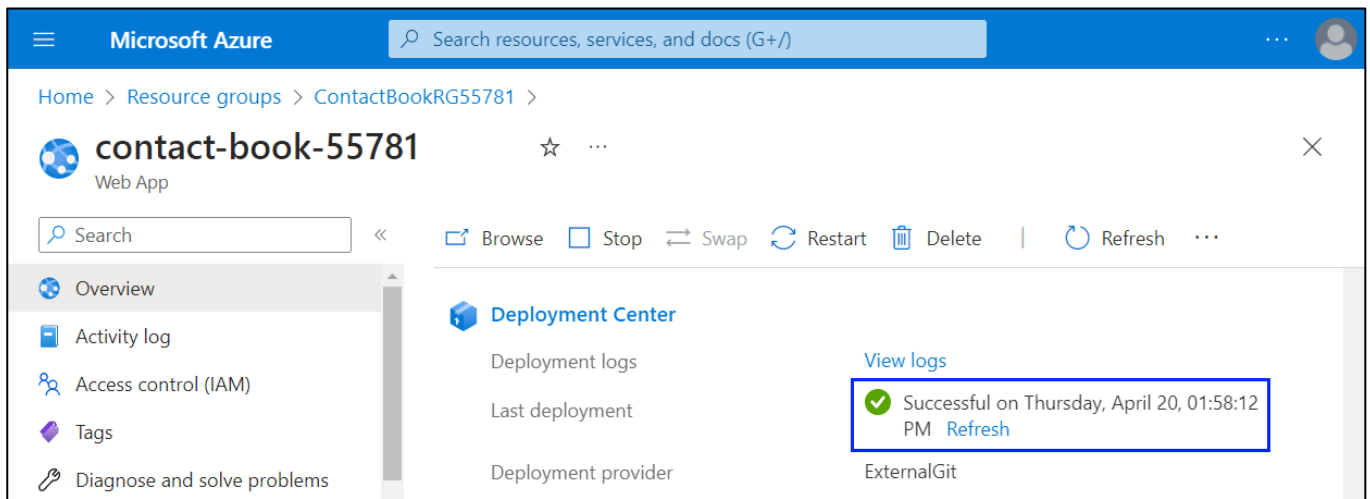 Microsoft Azure
Search resources, services, and docs (G+/)
...
Home > Resource groups > ContactBookRG55781 >
contact-book-55781
...
Web App
Search
«
Browse
Stop
Swap
Restart
Delete
|
Refresh
...
Overview
Activity log
Access control (IAM)
Tags
Diagnose and solve problems
Deployment Center
Deployment logs
View logs
Last deployment
Successful on Thursday, April 20, 01:58:12
PM Refresh
Deployment provider
ExternalGit